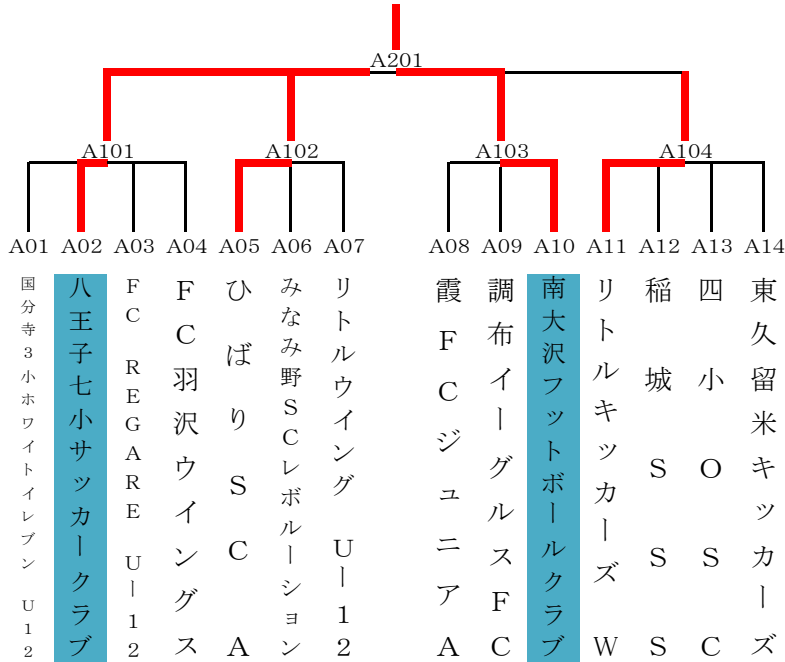 A201
A101
A102
A103
A104
A01
A02
A03
A04
A05
A06
A07
A08
A09
A10
A11
A12
A13
A14
国分寺3小ホワイトイレブン U12
八王子七小サッカークラブ
FC REGARE U－12
FC羽沢ウイングス
ひばりSCA
みなみ野SCレボルーション
リトルウイング U－12
霞FCジュニアA
調布イーグルスFC
南大沢フットボールクラブ
リトルキッカーズ W
稲城SSS
四小OSC
東久留米キッカーズ